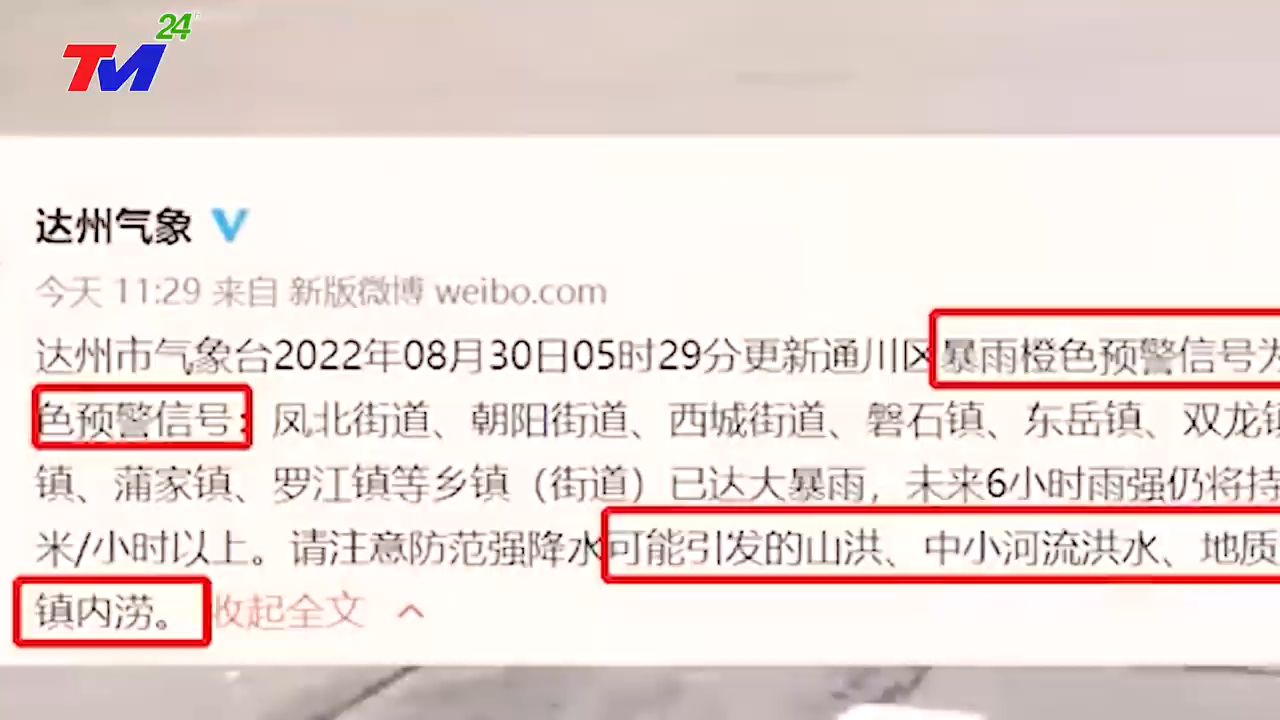 24h
TM
达州气象 V
今天 11:29 来自 新版微博 weibo.com
达州市气象台2022年08月30日05时29分更新通川区暴雨橙色预警信号为
色预警信号：凤北街道、朝阳街道、西城街道、磐石镇、东岳镇、双龙镇
镇、蒲家镇、罗江镇等乡镇（街道）已达大暴雨，未来6小时雨强仍将持
米/小时以上。请注意防范强降水可能引发的山洪、中小河流洪水、地质
镇内涝。收起全文